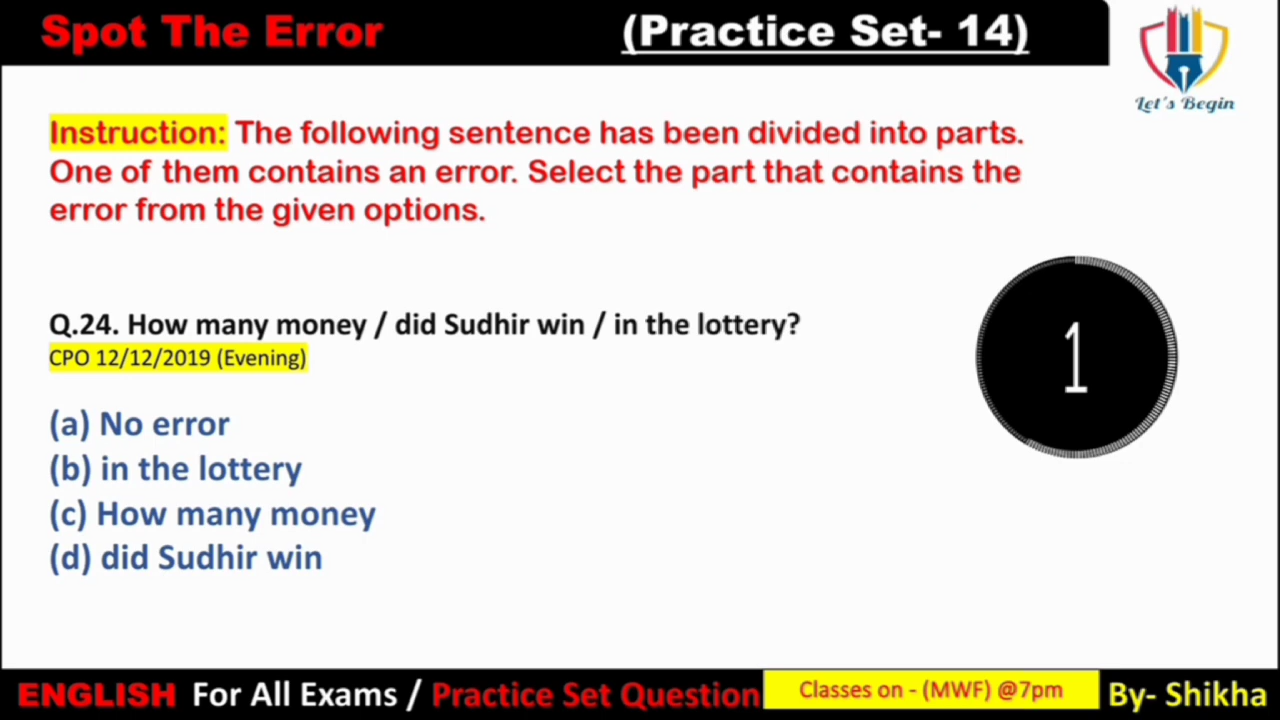 Spot The Error (Practice Set- 14)
Let's Begin
Instruction: The following sentence has been divided into parts.
One of them contains an error. Select the part that contains the
error from the given options.
Q.24. How many money / did Sudhir win / in the lottery?
CPO 12/12/2019 (Evening)
1
(a) No error
(b) in the lottery
(c) How many money
(d) did Sudhir win
ENGLISH For All Exams / Practice Set Question Classes on - (MWF) @7pm By- Shikha